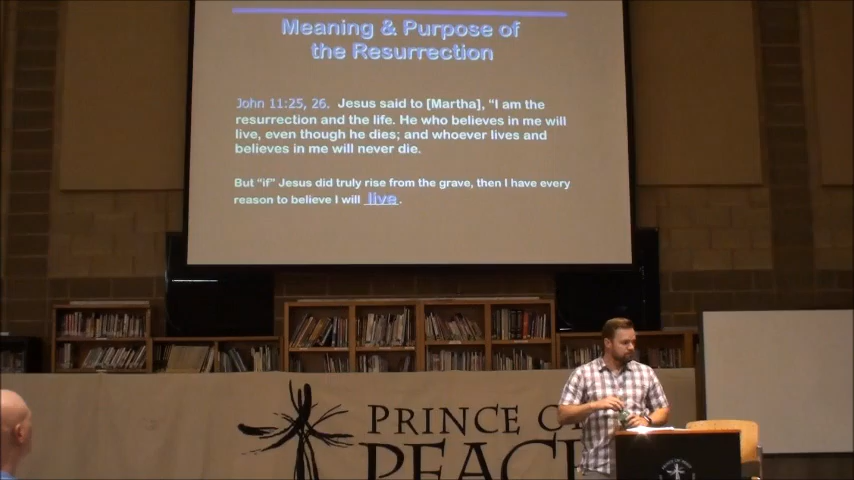 Meaning & Purpose of
the Resurrection
John 11:25, 26. Jesus said to [Martha], “I am the
resurrection and the life. He who believes in me will
live, even though he dies; and whoever lives and
believes in me will never die.
But “if” Jesus did truly rise from the grave, then I have every
reason to believe I will live.
PRINCE O
PEACE